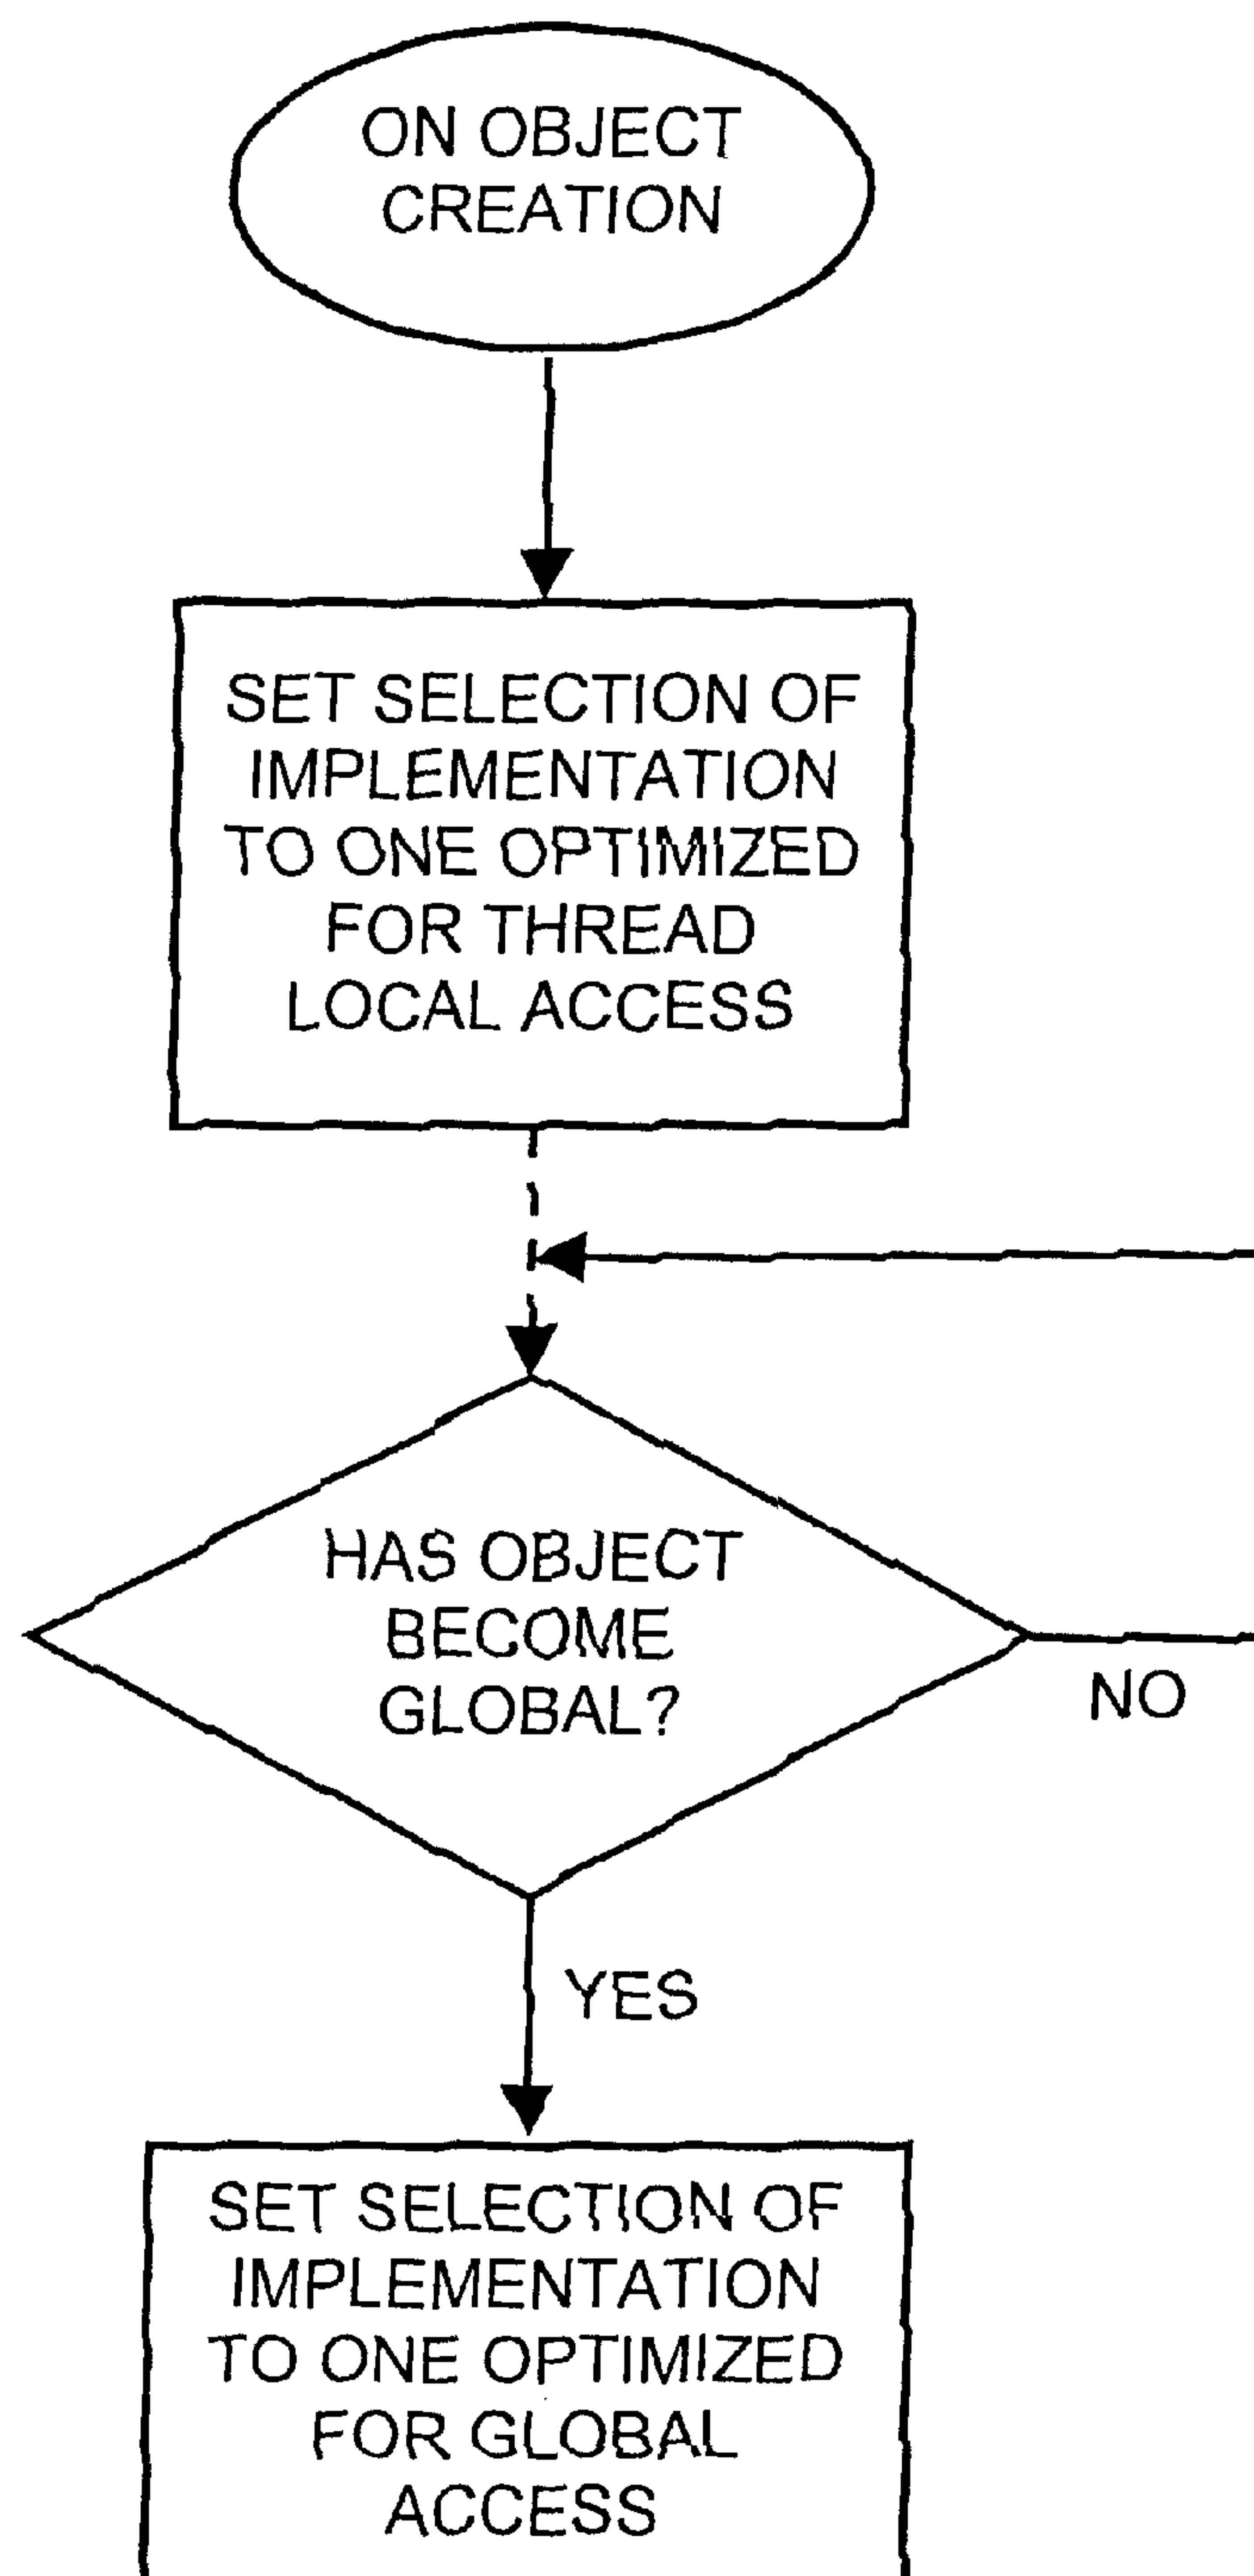 ON OBJECT
CREATION
SET SELECTION OF
IMPLEMENTATION
TO ONE OPTIMIZED
FOR THREAD
LOCAL ACCESS
HAS OBJECT
BECOME
GLOBAL?
NO
YES
SET SELECTION OF
IMPLEMENTATION
TO ONE OPTIMIZED
FOR GLOBAL
ACCESS